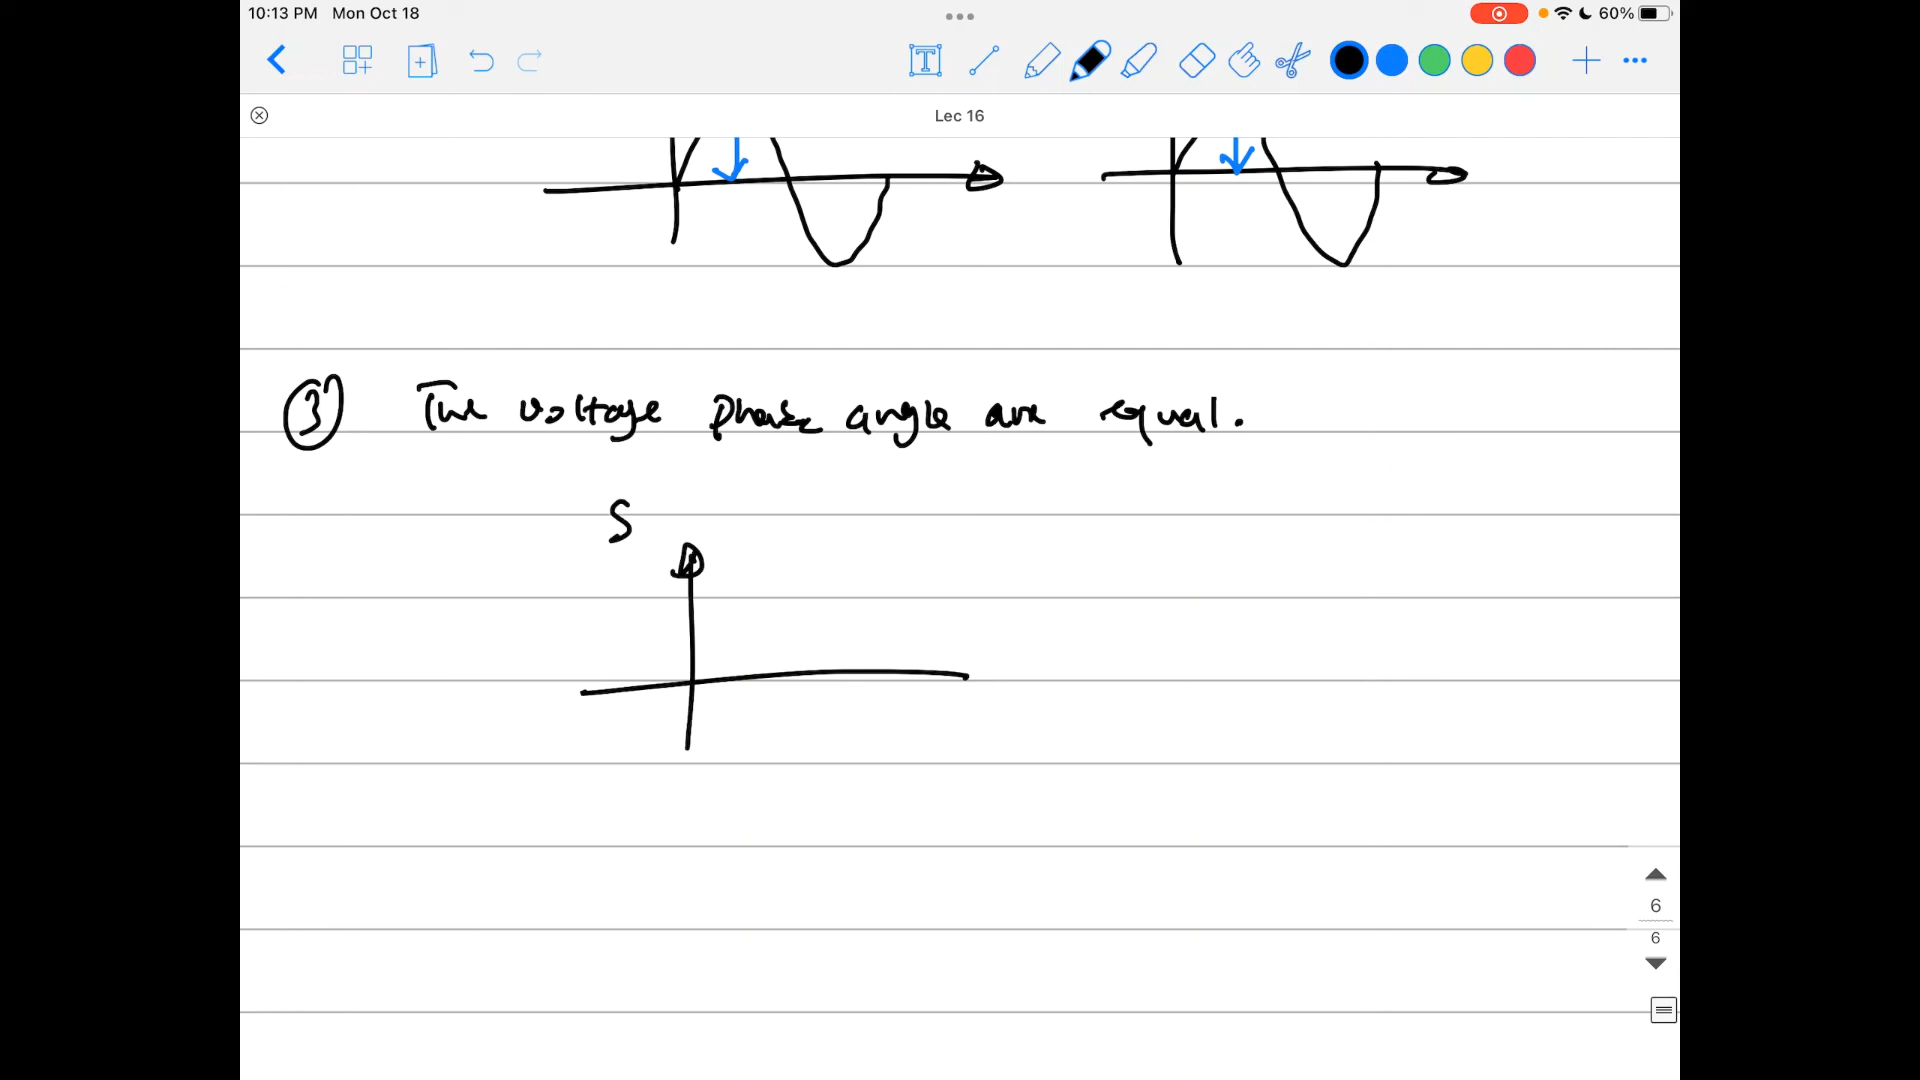 10:13 PM Mon Oct 18
60%
T
Lec 16
③ The voltage phase angle are equal.
S
6
6